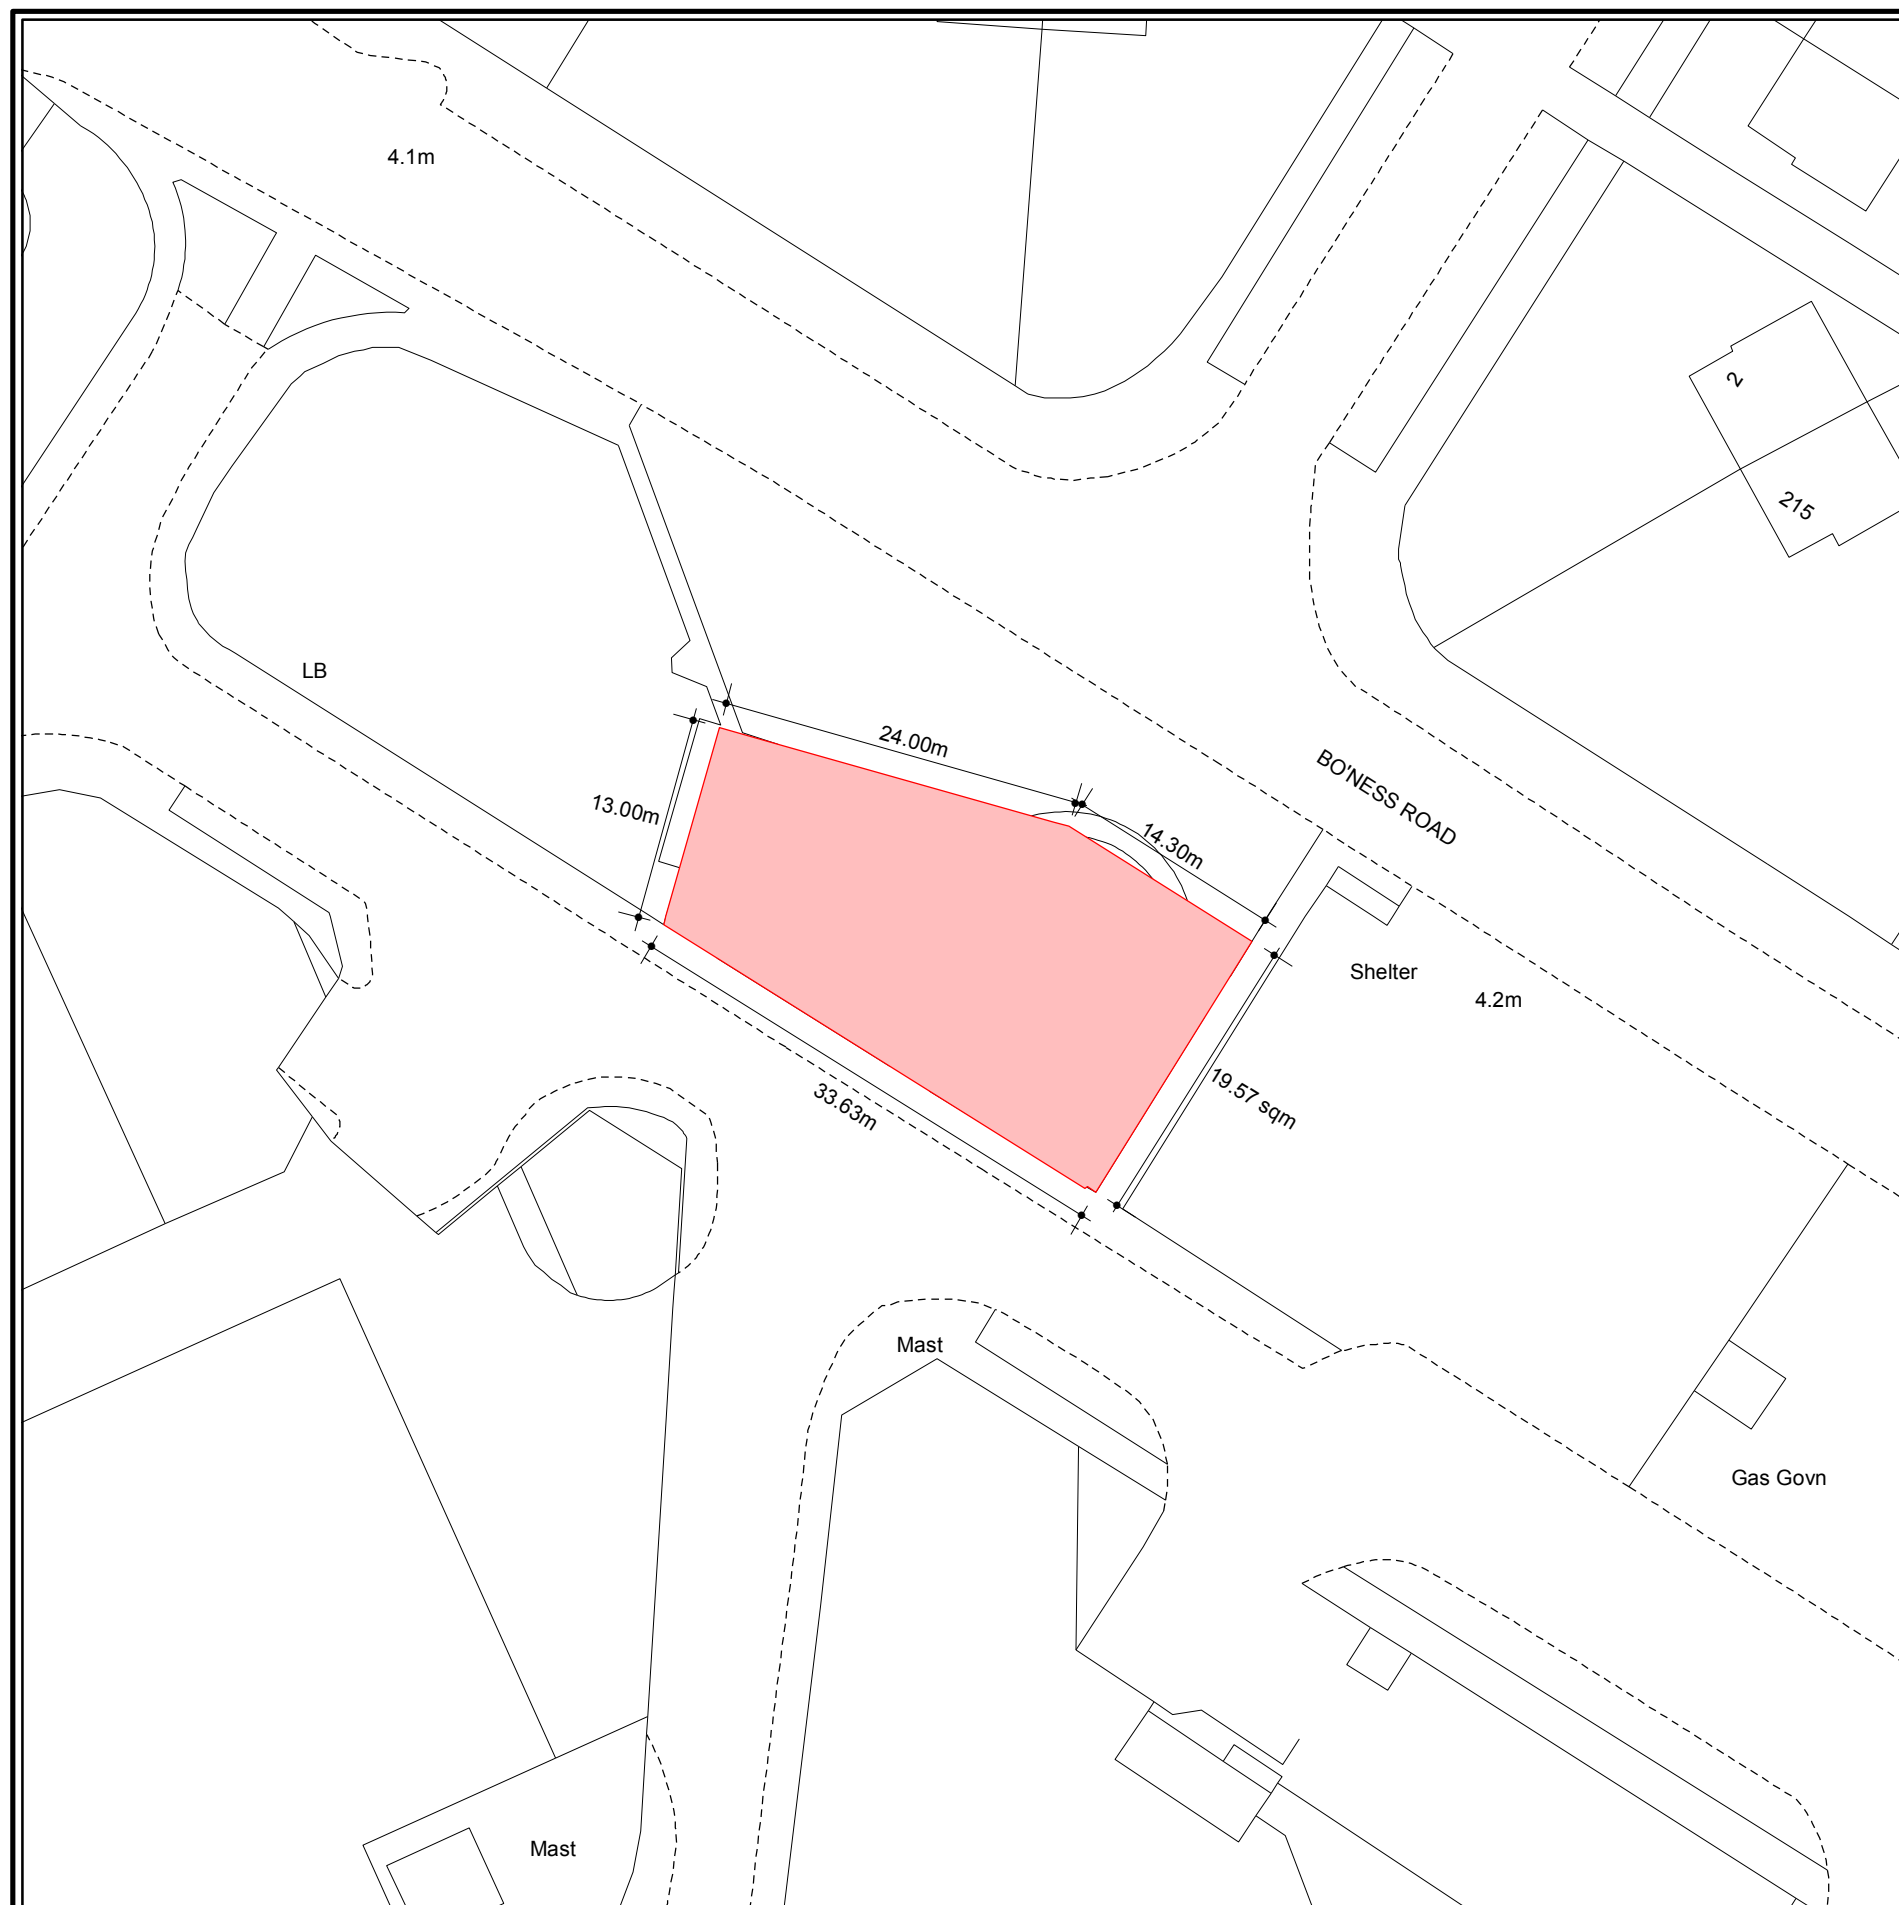 4.1m
2
215
LB
24.00m
BO'NESS ROAD
13.00m
14.30m
Shelter
4.2m
19.57 sqm
33.63m
Mast
Gas Govn
Mast